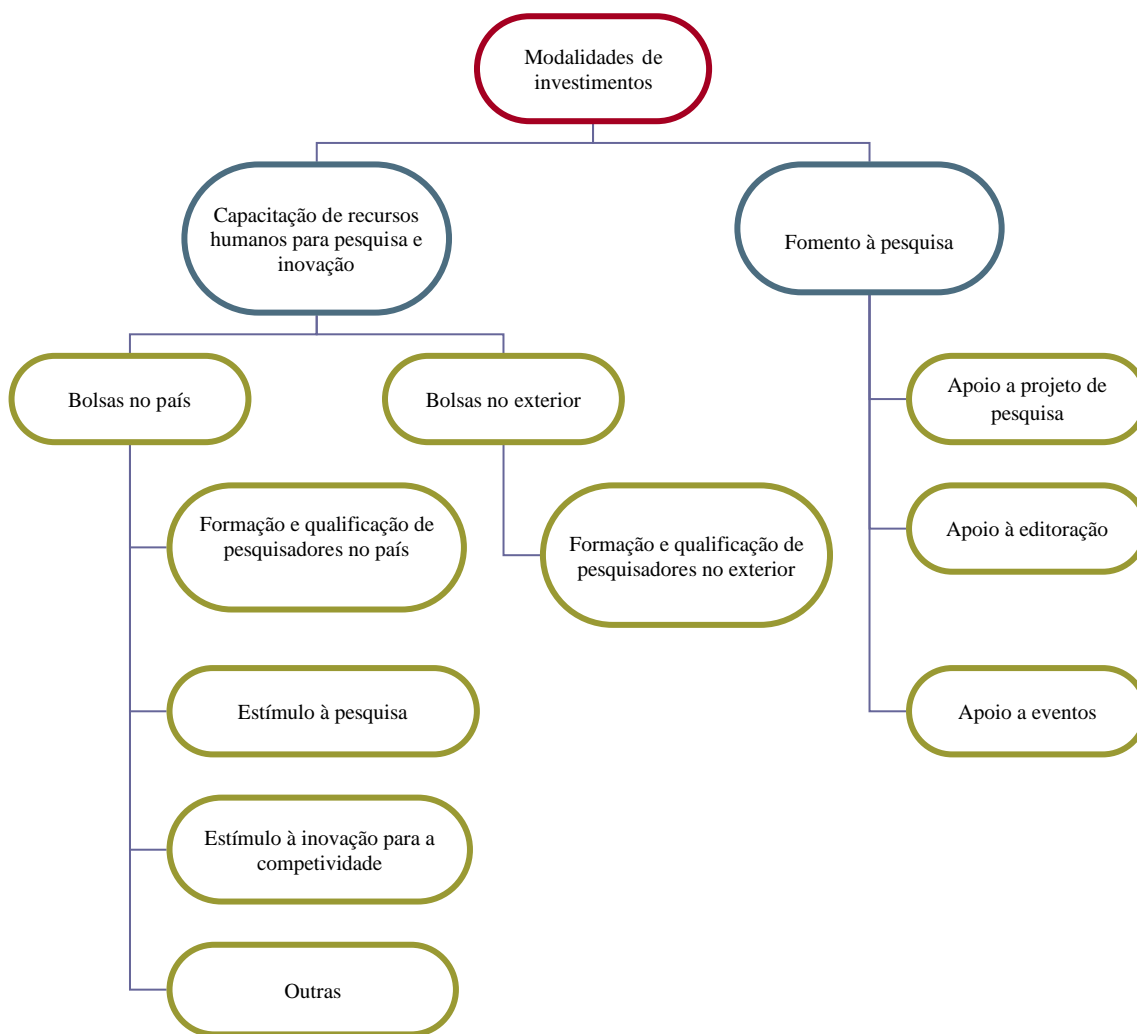 Modalidades de
investimentos
Capacitação de recursos
humanos para pesquisa e
inovação
Fomento à pesquisa
Bolsas no país
Bolsas no exterior
Apoio a projeto de
pesquisa
Formação e qualificação de
pesquisadores no país
Formação e qualificação de
pesquisadores no exterior
Apoio à editoração
Estímulo à pesquisa
Apoio a eventos
Estímulo à inovação para a
competividade
Outras